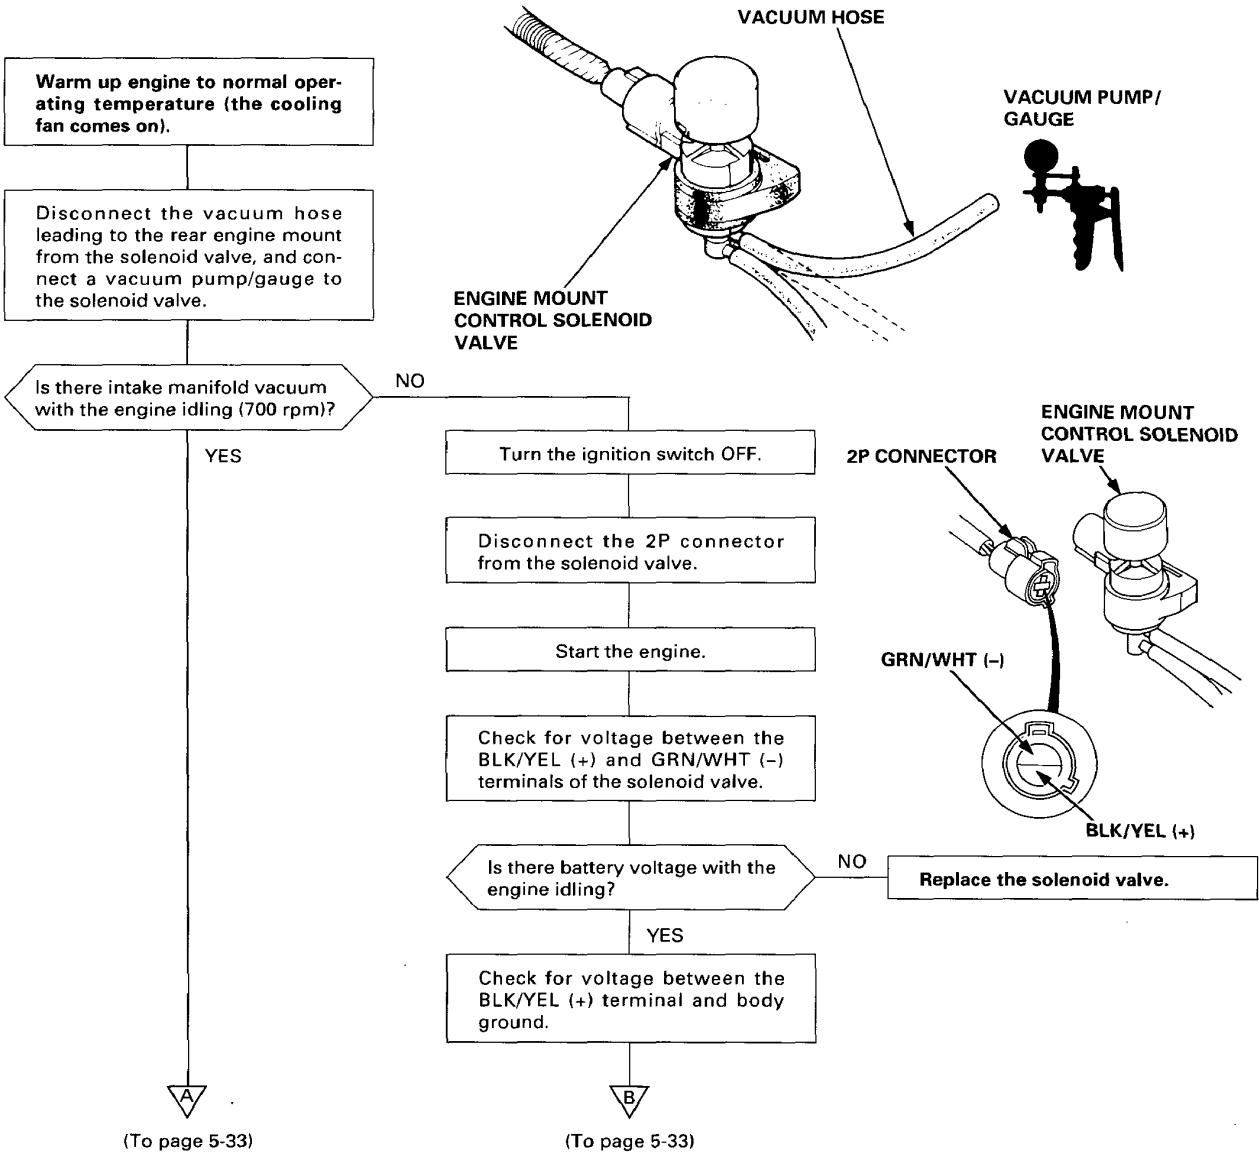 VACUUM HOSE
Warm up engine to normal oper-
ating temperature (the cooling
fan comes on).
VACUUM PUMP/
GAUGE
Disconnect the vacuum hose
leading to the rear engine mount
from the solenoid valve, and con-
nect a vacuum pump/gauge to
the solenoid valve.
ENGINE MOUNT
CONTROL SOLENOID
VALVE
Is there intake manifold vacuum
with the engine idling (700 rpm)?
NO
YES
Turn the ignition switch OFF.
ENGINE MOUNT
CONTROL SOLENOID
VALVE
2P CONNECTOR
Disconnect the 2P connector
from the solenoid valve.
Start the engine.
GRN/WHT (–)
Check for voltage between the
BLK/YEL (+) and GRN/WHT (–)
terminals of the solenoid valve.
BLK/YEL (+)
Is there battery voltage with the
engine idling?
NO
Replace the solenoid valve.
YES
Check for voltage between the
BLK/YEL (+) terminal and body
ground.
A
B
(To page 5-33)
(To page 5-33)